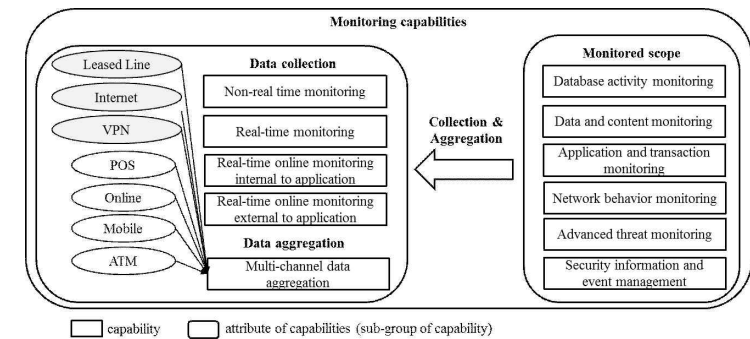 Monitoring capabilities
Leased Line
Internet
VPN
POS
Online
Mobile
ATM
Data collection
Non-real time monitoring
Real-time monitoring
Real-time online monitoring
internal to application
Real-time online monitoring
external to application
Data aggregation
Multi-channel data
aggregation
Collection &
Aggregation
Monitored scope
Database activity monitoring
Data and content monitoring
Application and transaction
monitoring
Network behavior monitoring
Advanced threat monitoring
Security information and
event management
capability
attribute of capabilities (sub-group of capability)